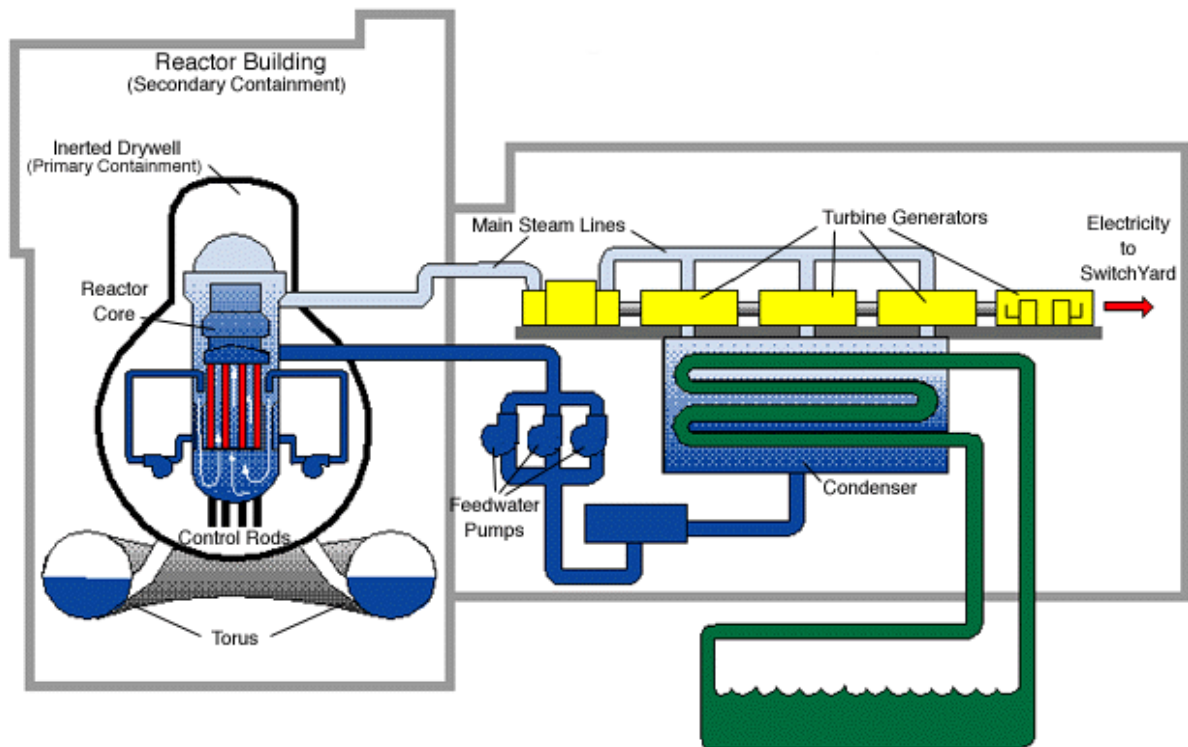 Reactor Building
(Secondary Containment)
Inerted Drywell
(Primary Containment)
Main Steam Lines
Turbine Generators
Electricity
to
SwitchYard
Reactor
Core
Feedwater
Pumps
Condenser
Control Rods
Torus